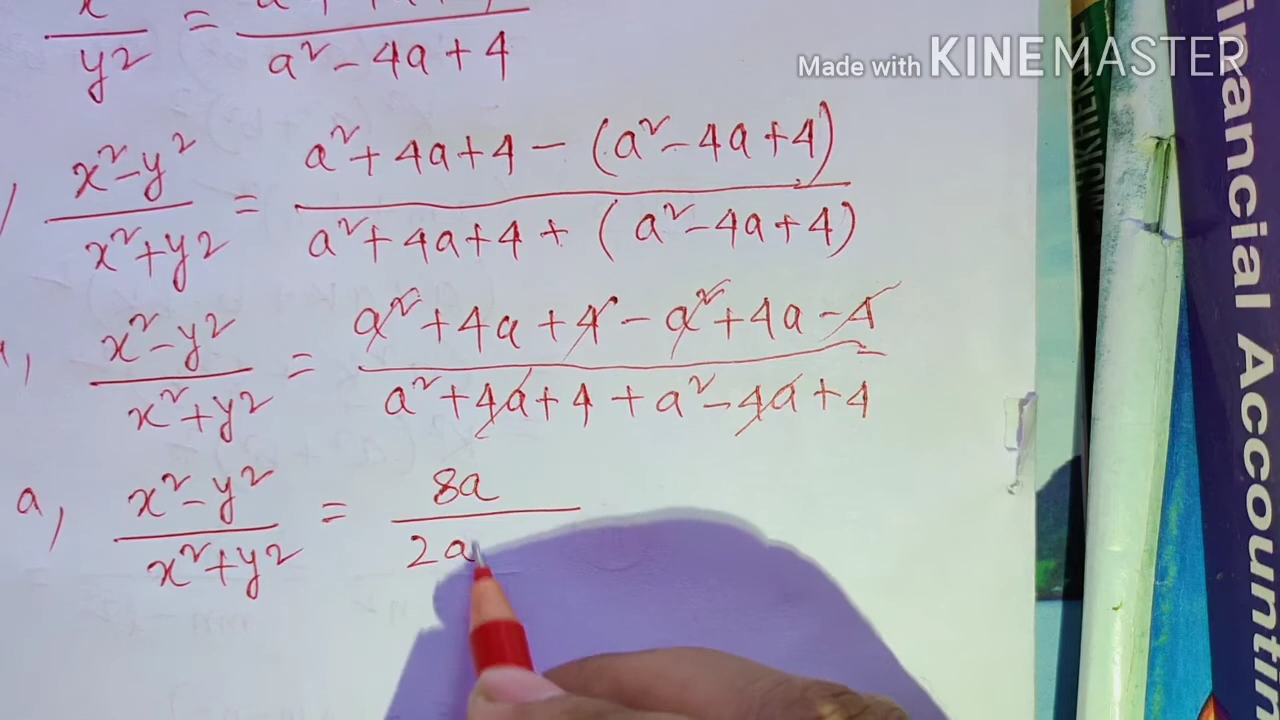 x/y² = / a² - 4a + 4
Made with KINEMASTER
/ x² - y² / x² + y² = a² + 4a + 4 - (a² - 4a + 4) / a² + 4a + 4 + (a² - 4a + 4)
, x² - y² / x² + y² = a² + 4a + 4 - a² + 4a - 4 / a² + 4a + 4 + a² - 4a + 4
a, x² - y² / x² + y² = 8a / 2a
inancial Accountin